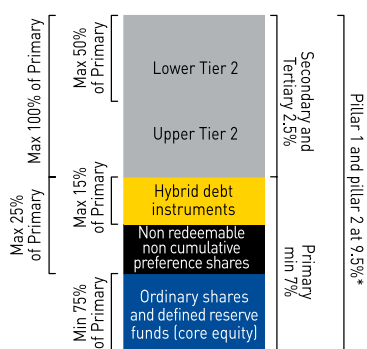 Max 100% of Primary
Max 50%
of Primary
Lower Tier 2
Upper Tier 2
Secondary and
Tertiary 2.5%
Pillar 1 and pillar 2 at 9.5%*
Max 25%
of Primary
Max 15%
of Primary
Hybrid debt
instruments
Non redeemable
non cumulative
preference shares
Primary
min 7%
Min 75%
of Primary
Ordinary shares
and defined reserve
funds (core equity)